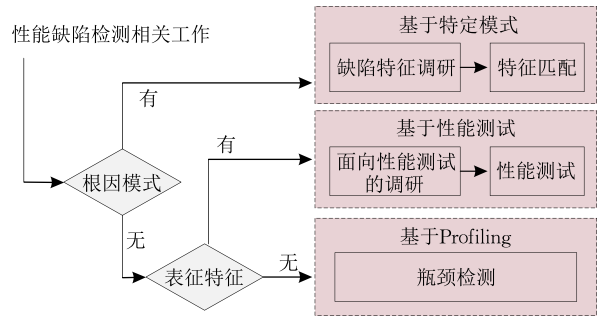 性能缺陷检测相关工作
基于特定模式
缺陷特征调研
特征匹配
有
基于性能测试
有
面向性能测试
的调研
性能测试
根因模式
无
基于Profiling
表征特征
无
瓶颈检测